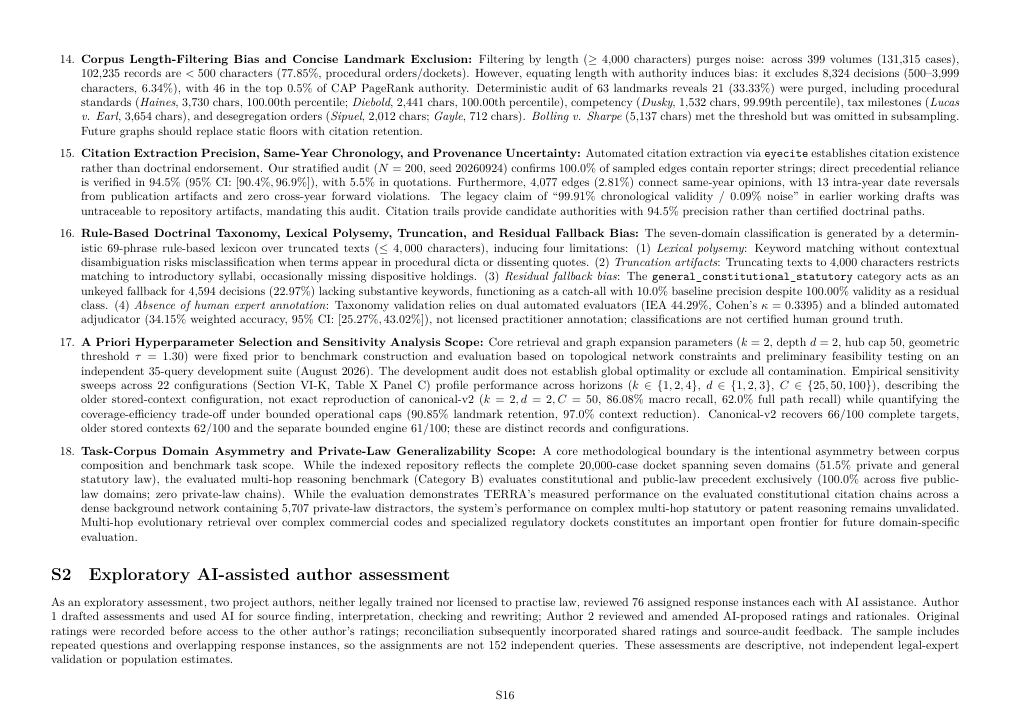 14. Corpus Length-Filtering Bias and Concise Landmark Exclusion: Filtering by length (≥ 4,000 characters) purges noise: across 399 volumes (131,315 cases),
102,235 records are < 500 characters (77.85%, procedural orders/dockets). However, equating length with authority induces bias: it excludes 8,324 decisions (500–3,999
characters, 6.34%), with 46 in the top 0.5% of CAP PageRank authority. Deterministic audit of 63 landmarks reveals 21 (33.33%) were purged, including procedural
standards (Haines, 3,730 chars, 100.00th percentile; Diebold, 2,441 chars, 100.00th percentile), competency (Dusky, 1,532 chars, 99.99th percentile), tax milestones (Lucas
v. Earl, 3,654 chars), and desegregation orders (Sipuel, 2,012 chars; Gayle, 712 chars). Bolling v. Sharpe (5,137 chars) met the threshold but was omitted in subsampling.
Future graphs should replace static floors with citation retention.
15. Citation Extraction Precision, Same-Year Chronology, and Provenance Uncertainty: Automated citation extraction via eyecite establishes citation existence
rather than doctrinal endorsement. Our stratified audit (N = 200, seed 20260924) confirms 100.0% of sampled edges contain reporter strings; direct precedential reliance
is verified in 94.5% (95% CI: [90.4%, 96.9%]), with 5.5% in quotations. Furthermore, 4,077 edges (2.81%) connect same-year opinions, with 13 intra-year date reversals
from publication artifacts and zero cross-year forward violations. The legacy claim of “99.91% chronological validity / 0.09% noise” in earlier working drafts was
untraceable to repository artifacts, mandating this audit. Citation trails provide candidate authorities with 94.5% precision rather than certified doctrinal paths.
16. Rule-Based Doctrinal Taxonomy, Lexical Polysemy, Truncation, and Residual Fallback Bias: The seven-domain classification is generated by a determin-
istic 69-phrase rule-based lexicon over truncated texts (≤ 4,000 characters), inducing four limitations: (1) Lexical polysemy: Keyword matching without contextual
disambiguation risks misclassification when terms appear in procedural dicta or dissenting quotes. (2) Truncation artifacts: Truncating texts to 4,000 characters restricts
matching to introductory syllabi, occasionally missing dispositive holdings. (3) Residual fallback bias: The general_constitutional_statutory category acts as an
unkeyed fallback for 4,594 decisions (22.97%) lacking substantive keywords, functioning as a catch-all with 10.0% baseline precision despite 100.00% validity as a residual
class. (4) Absence of human expert annotation: Taxonomy validation relies on dual automated evaluators (IEA 44.29%, Cohen’s κ = 0.3395) and a blinded automated
adjudicator (34.15% weighted accuracy, 95% CI: [25.27%, 43.02%]), not licensed practitioner annotation; classifications are not certified human ground truth.
17. A Priori Hyperparameter Selection and Sensitivity Analysis Scope: Core retrieval and graph expansion parameters (k = 2, depth d = 2, hub cap 50, geometric
threshold τ = 1.30) were fixed prior to benchmark construction and evaluation based on topological network constraints and preliminary feasibility testing on an
independent 35-query development suite (August 2026). The development audit does not establish global optimality or exclude all contamination. Empirical sensitivity
sweeps across 22 configurations (Section VI-K, Table X Panel C) profile performance across horizons (k ∈ {1, 2, 4}, d ∈ {1, 2, 3}, C ∈ {25, 50, 100}), describing the
older stored-context configuration, not exact reproduction of canonical-v2 (k = 2, d = 2, C = 50, 86.08% macro recall, 62.0% full path recall) while quantifying the
coverage-efficiency trade-off under bounded operational caps (90.85% landmark retention, 97.0% context reduction). Canonical-v2 recovers 66/100 complete targets,
older stored contexts 62/100 and the separate bounded engine 61/100; these are distinct records and configurations.
18. Task-Corpus Domain Asymmetry and Private-Law Generalizability Scope: A core methodological boundary is the intentional asymmetry between corpus
composition and benchmark task scope. While the indexed repository reflects the complete 20,000-case docket spanning seven domains (51.5% private and general
statutory law), the evaluated multi-hop reasoning benchmark (Category B) evaluates constitutional and public-law precedent exclusively (100.0% across five public-
law domains; zero private-law chains). While the evaluation demonstrates TERRA’s measured performance on the evaluated constitutional citation chains across a
dense background network containing 5,707 private-law distractors, the system’s performance on complex multi-hop statutory or patent reasoning remains unvalidated.
Multi-hop evolutionary retrieval over complex commercial codes and specialized regulatory dockets constitutes an important open frontier for future domain-specific
evaluation.
S2 Exploratory AI-assisted author assessment
As an exploratory assessment, two project authors, neither legally trained nor licensed to practise law, reviewed 76 assigned response instances each with AI assistance. Author
1 drafted assessments and used AI for source finding, interpretation, checking and rewriting; Author 2 reviewed and amended AI-proposed ratings and rationales. Original
ratings were recorded before access to the other author’s ratings; reconciliation subsequently incorporated shared ratings and source-audit feedback. The sample includes
repeated questions and overlapping response instances, so the assignments are not 152 independent queries. These assessments are descriptive, not independent legal-expert
validation or population estimates.
S16